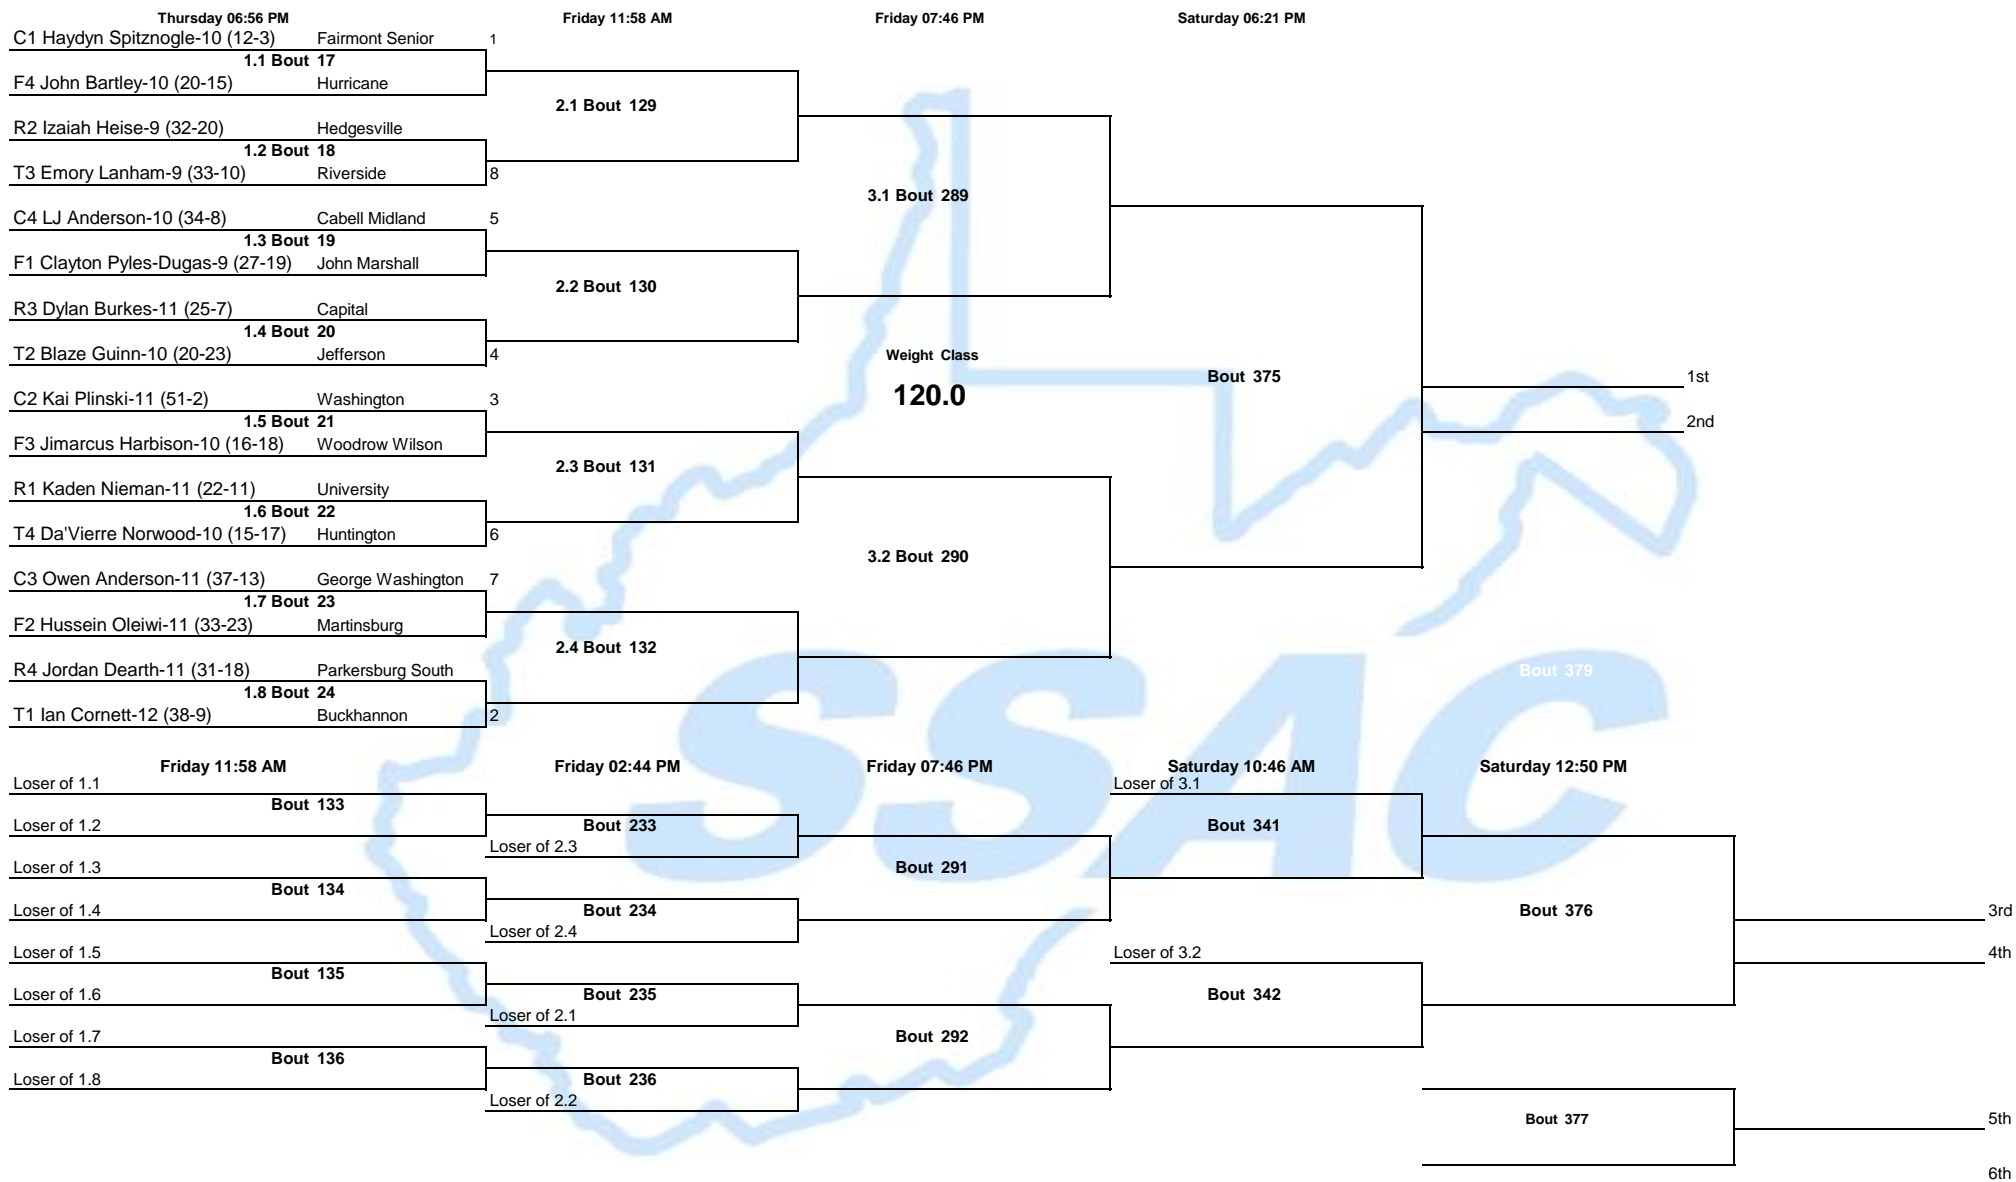 Thursday 06:56 PM Friday 11:58 AM Friday 07:46 PM Saturday 06:21 PM
C1 Haydyn Spitznogle-10 (12-3) Fairmont Senior 1
1.1 Bout 17
F4 John Bartley-10 (20-15) Hurricane
2.1 Bout 129
R2 Izaiah Heise-9 (32-20) Hedgesville
1.2 Bout 18
T3 Emory Lanham-9 (33-10) Riverside 8
3.1 Bout 289
C4 LJ Anderson-10 (34-8) Cabell Midland 5
1.3 Bout 19
F1 Clayton Pyles-Dugas-9 (27-19) John Marshall
2.2 Bout 130
R3 Dylan Burkes-11 (25-7) Capital
1.4 Bout 20
T2 Blaze Guinn-10 (20-23) Jefferson 4
Weight Class
120.0
Bout 375
1st
2nd
C2 Kai Plinski-11 (51-2) Washington 3
1.5 Bout 21
F3 Jimarcus Harbison-10 (16-18) Woodrow Wilson
2.3 Bout 131
R1 Kaden Nieman-11 (22-11) University
1.6 Bout 22
T4 Da'Vierre Norwood-10 (15-17) Huntington 6
3.2 Bout 290
C3 Owen Anderson-11 (37-13) George Washington 7
1.7 Bout 23
F2 Hussein Oleiwi-11 (33-23) Martinsburg
2.4 Bout 132
R4 Jordan Dearth-11 (31-18) Parkersburg South
Bout 379
1.8 Bout 24
T1 Ian Cornett-12 (38-9) Buckhannon 2
SSAC
Friday 11:58 AM Friday 02:44 PM Friday 07:46 PM Saturday 10:46 AM Saturday 12:50 PM
Loser of 1.1 Loser of 3.1
Bout 133
Loser of 1.2 Bout 233 Bout 341
Loser of 2.3
Loser of 1.3 Bout 291
Bout 134
Loser of 1.4 Bout 234 Bout 376 3rd
Loser of 2.4
Loser of 1.5 Loser of 3.2 4th
Bout 135
Loser of 1.6 Bout 235 Bout 342
Loser of 2.1
Loser of 1.7 Bout 292
Bout 136
Loser of 1.8 Bout 236
Loser of 2.2
Bout 377 5th
6th